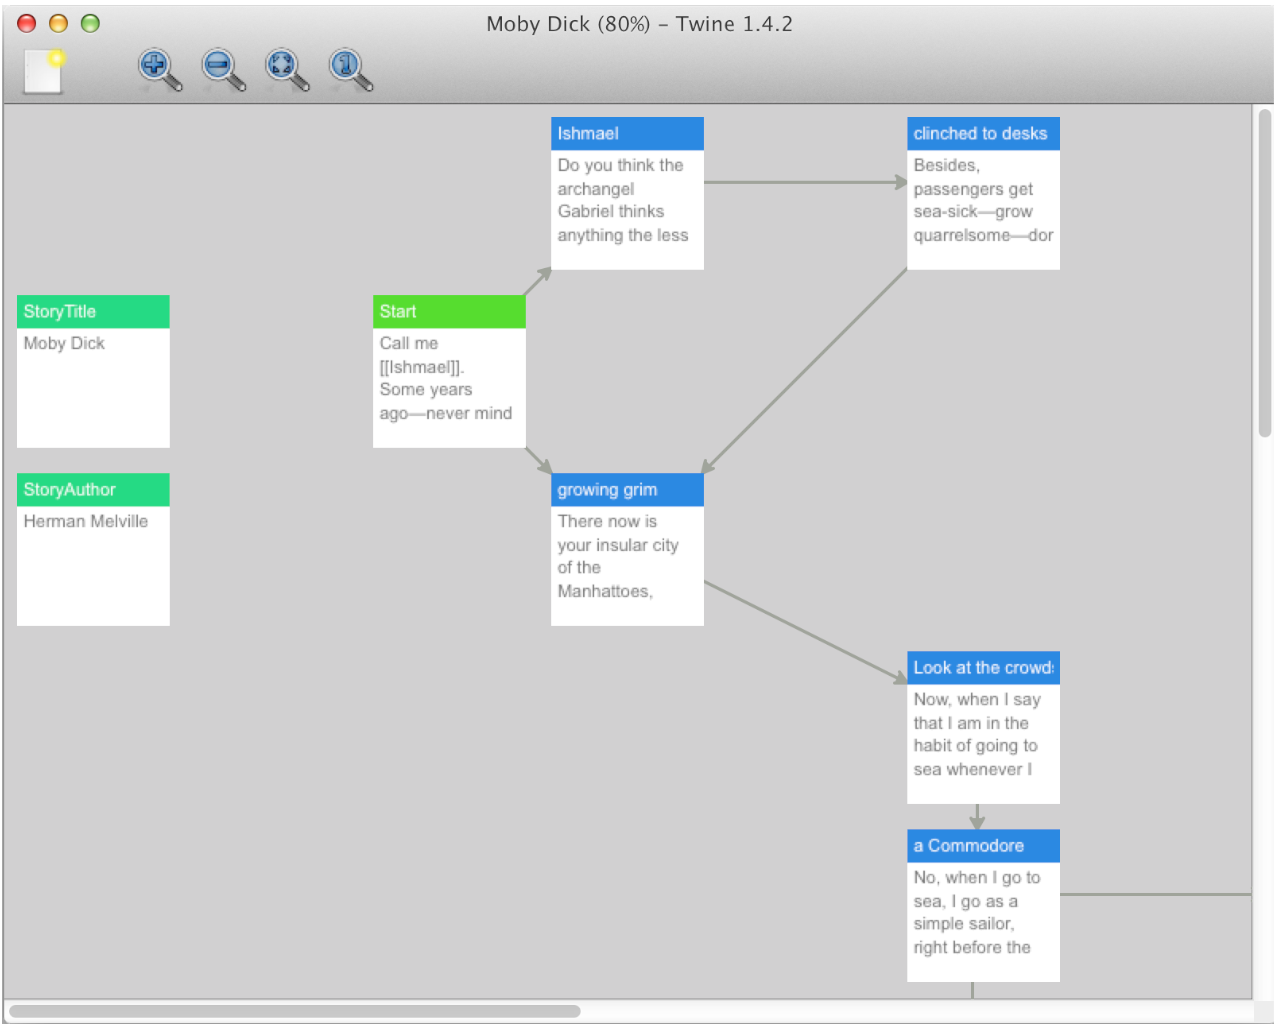 Moby Dick (80%) – Twine 1.4.2
1
Ishmael
Do you think the
archangel
Gabriel thinks
anything the less
clinched to desks
Besides,
passengers get
sea-sick—grow
quarrelsome—dor
StoryTitle
Moby Dick
Start
Call me
[[Ishmael]].
Some years
ago—never mind
StoryAuthor
Herman Melville
growing grim
There now is
your insular city
of the
Manhattoes,
Look at the crowds
Now, when I say
that I am in the
habit of going to
sea whenever I
a Commodore
No, when I go to
sea, I go as a
simple sailor,
right before the